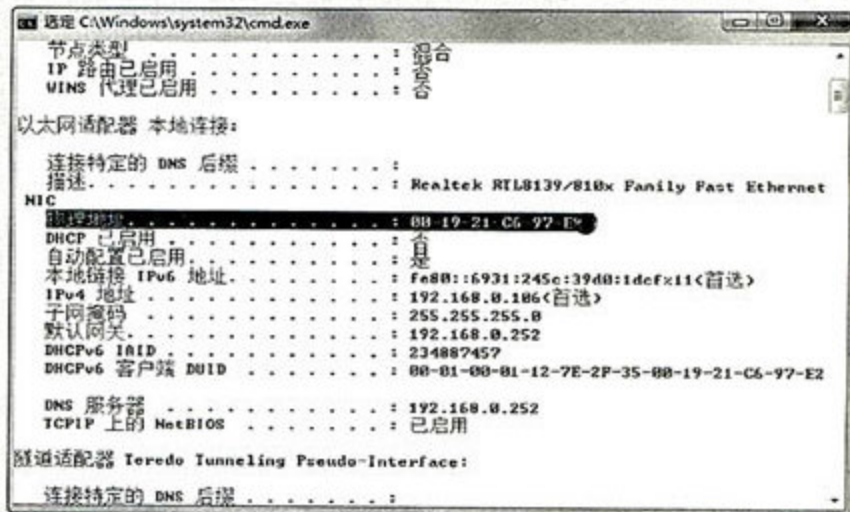 选定 C:\Windows\system32\cmd.exe
节点类型 . . . . . . . . . . . . : 混合
IP 路由已启用 . . . . . . . . . . : 否
WINS 代理已启用 . . . . . . . . . : 否
以太网适配器 本地连接:
连接特定的 DNS 后缀 . . . . . . . :
描述. . . . . . . . . . . . . . . : Realtek RTL8139/810x Family Fast Ethernet
NIC
物理地址. . . . . . . . . . . . . : 00-19-21-C6-97-E2
DHCP 已启用 . . . . . . . . . . . : 否
自动配置已启用. . . . . . . . . . : 是
本地链接 IPv6 地址. . . . . . . . : fe80::6931:245c:39d0:1dcf%11(首选)
IPv4 地址 . . . . . . . . . . . . : 192.168.0.106(首选)
子网掩码 . . . . . . . . . . . . : 255.255.255.0
默认网关. . . . . . . . . . . . . : 192.168.0.252
DHCPv6 IAID . . . . . . . . . . . : 234887457
DHCPv6 客户端 DUID . . . . . . . : 00-01-00-01-12-7E-2F-35-00-19-21-C6-97-E2
DNS 服务器 . . . . . . . . . . . : 192.168.0.252
TCPIP 上的 NetBIOS . . . . . . . : 已启用
隧道适配器 Teredo Tunneling Pseudo-Interface:
连接特定的 DNS 后缀 . . . . . . . :